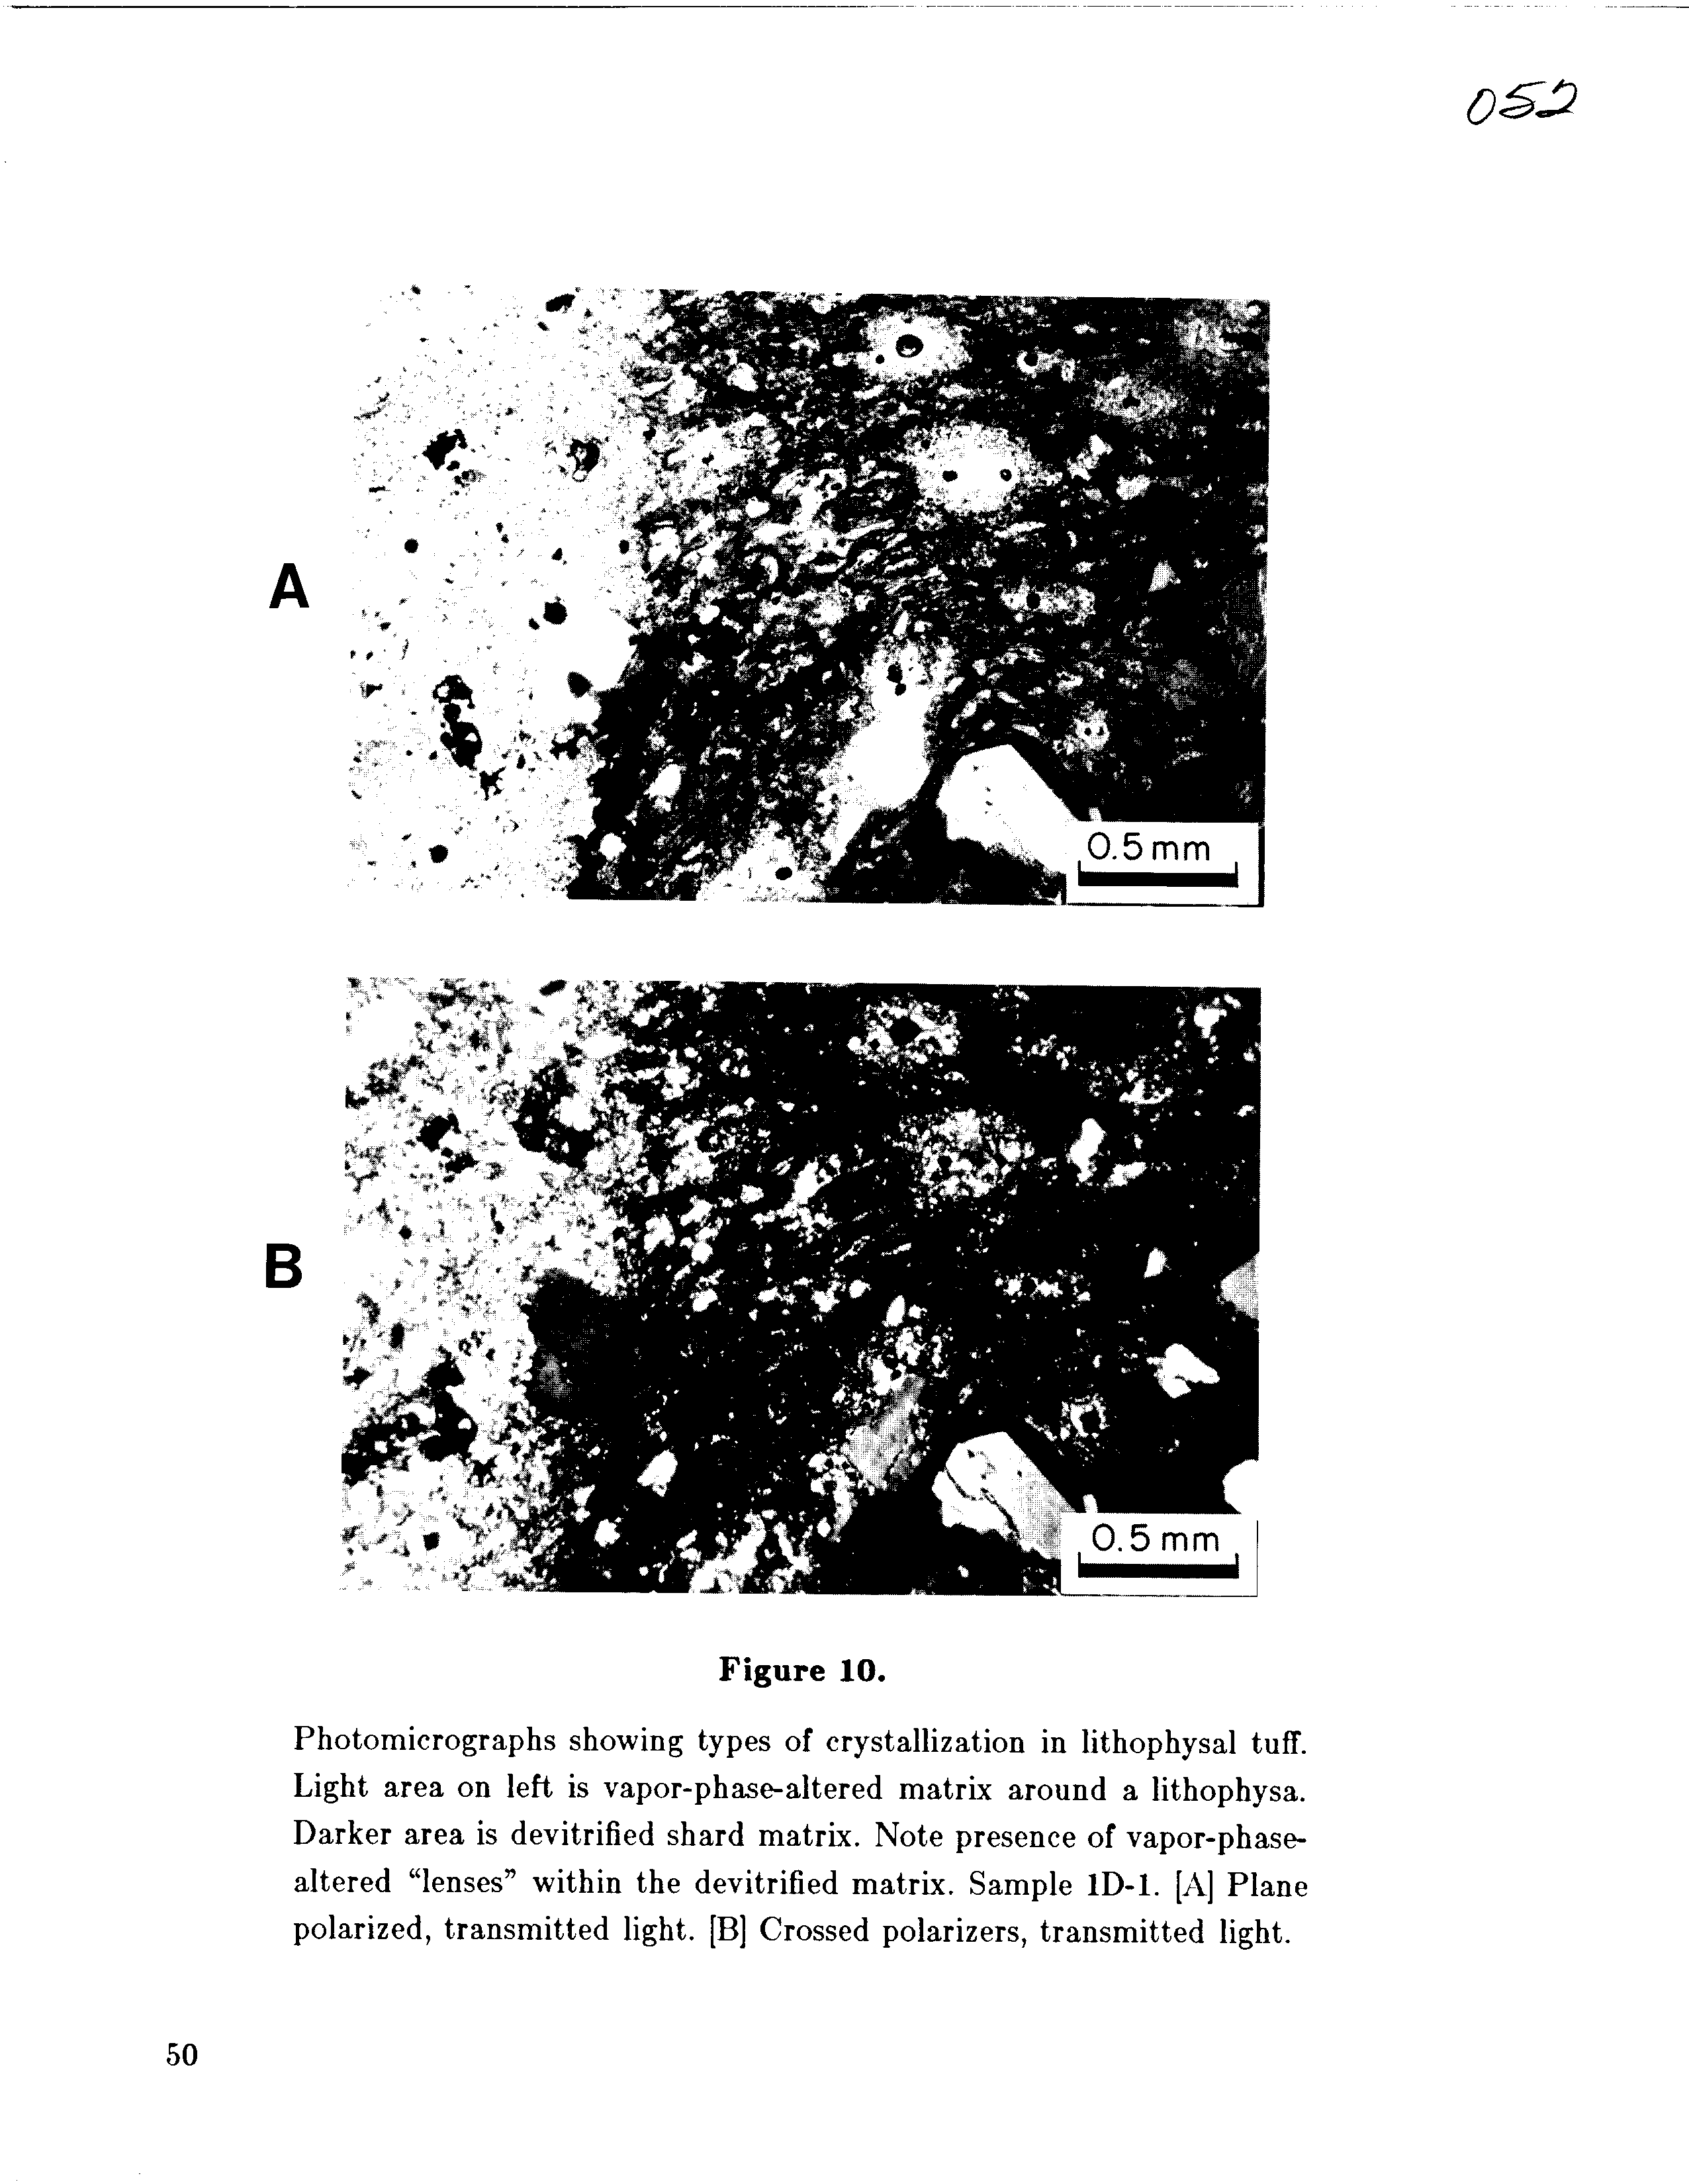 052
A
0.5 mm
B
0.5 mm
Figure 10.
Photomicrographs showing types of crystallization in lithophysal tuff.
Light area on left is vapor-phase-altered matrix around a lithophysa.
Darker area is devitrified shard matrix. Note presence of vapor-phase-
altered “lenses” within the devitrified matrix. Sample 1D-1. [A] Plane
polarized, transmitted light. [B] Crossed polarizers, transmitted light.
50